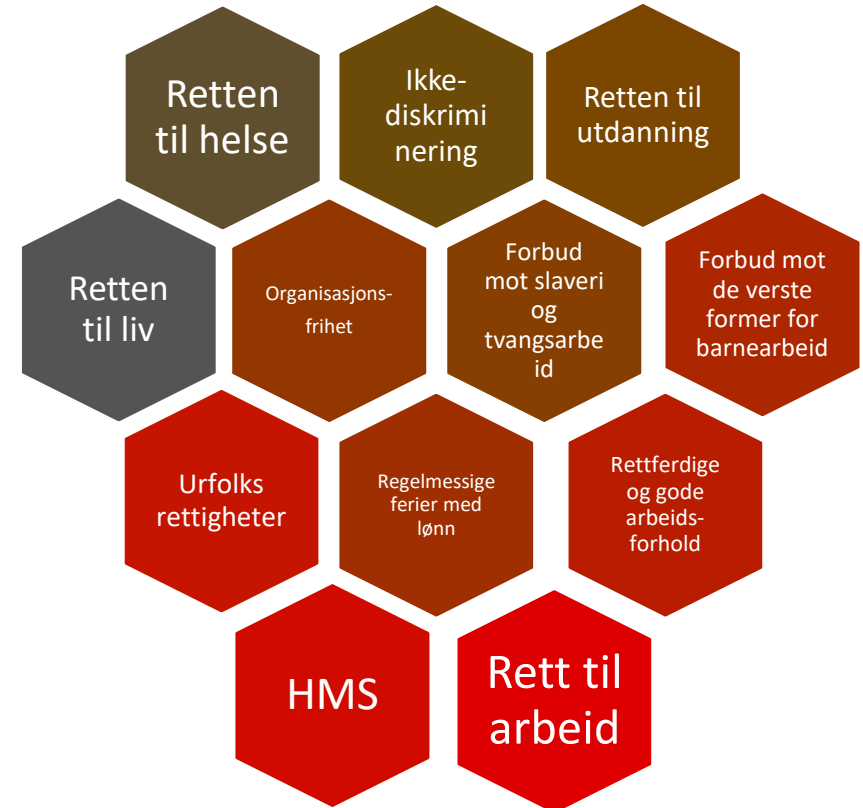 Retten
til helse
Ikke-
diskrimi
nering
Retten til
utdanning
Retten
til liv
Organisasjons-
frihet
Forbud
mot slaveri
og
tvangsarbe
id
Forbud mot
de verste
former for
barnearbeid
Urfolks
rettigheter
Regelmessige
ferier med
lønn
Rettferdige
og gode
arbeids-
forhold
HMS
Rett til
arbeid